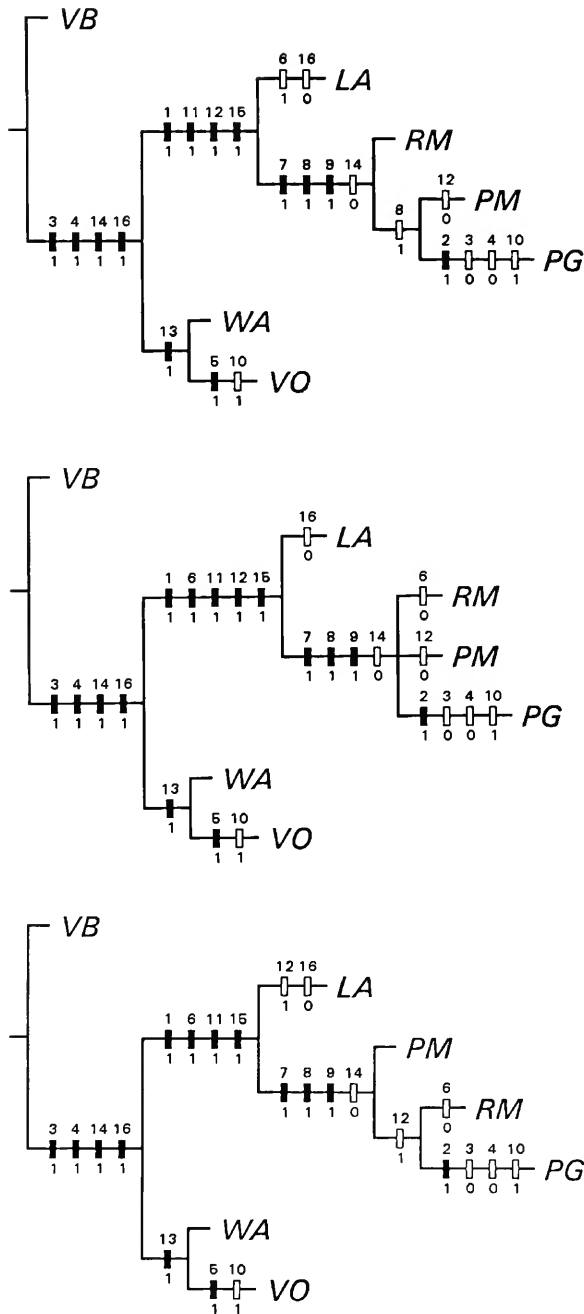 VB
6 16
1 11 12 15
LA
1 0
1 1 1 1
RM
7 8 9 14
12
PM
1 1 1 0
8
0
3 4 14 16
2 3 4 10
1
PG
1 1 1 1
1 0 0 1
WA
13
5 10
1
VO
1 1
VB
16
LA
1 6 11 12 15
0
6
RM
1 1 1 1 1
0
7 8 9 14
12
PM
1 1 1 0
0
3 4 14 16
2 3 4 10
PG
1 1 1 1
1 0 0 1
WA
13
5 10
1
VO
1 1
VB
12 16
LA
1 6 11 15
1 0
1 1 1 1
PM
7 8 9 14
6
RM
1 1 1 0
12
0
3 4 14 16
2 3 4 10
1
PG
1 1 1 1
1 0 0 1
WA
13
5 10
1
VO
1 1